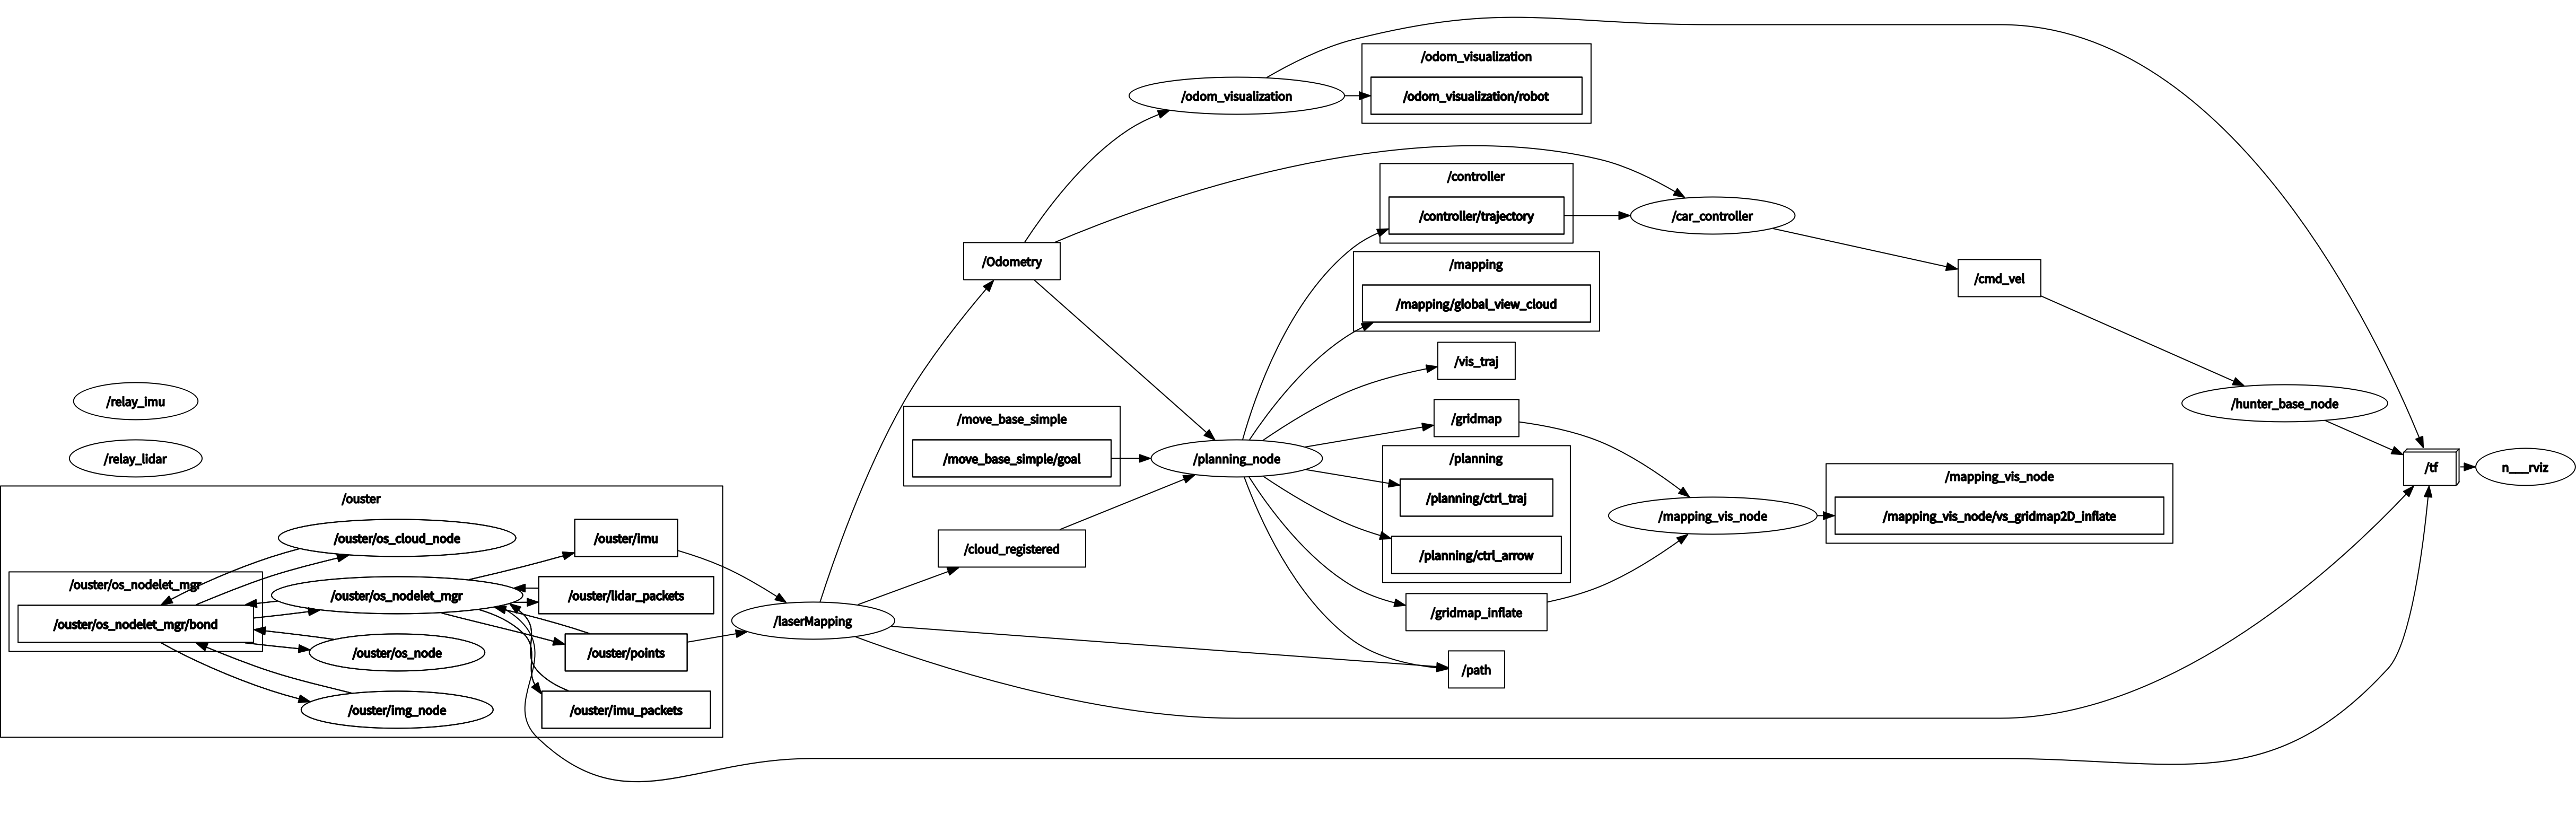 /odom_visualization
/odom_visualization
/odom_visualization/robot
/controller
/controller/trajectory
/car_controller
/Odometry
/mapping
/mapping/global_view_cloud
/cmd_vel
/vis_traj
/relay_imu
/hunter_base_node
/move_base_simple
/move_base_simple/goal
/gridmap
/relay_lidar
/planning_node
/planning
/planning/ctrl_traj
/planning/ctrl_arrow
/tf
n___rviz
/mapping_vis_node
/mapping_vis_node
/mapping_vis_node/vs_gridmap2D_inflate
/ouster
/ouster/os_cloud_node
/ouster/imu
/cloud_registered
/ouster/os_nodelet_mgr
/ouster/os_nodelet_mgr
/ouster/lidar_packets
/gridmap_inflate
/ouster/os_nodelet_mgr/bond
/laserMapping
/ouster/os_node
/ouster/points
/path
/ouster/img_node
/ouster/imu_packets